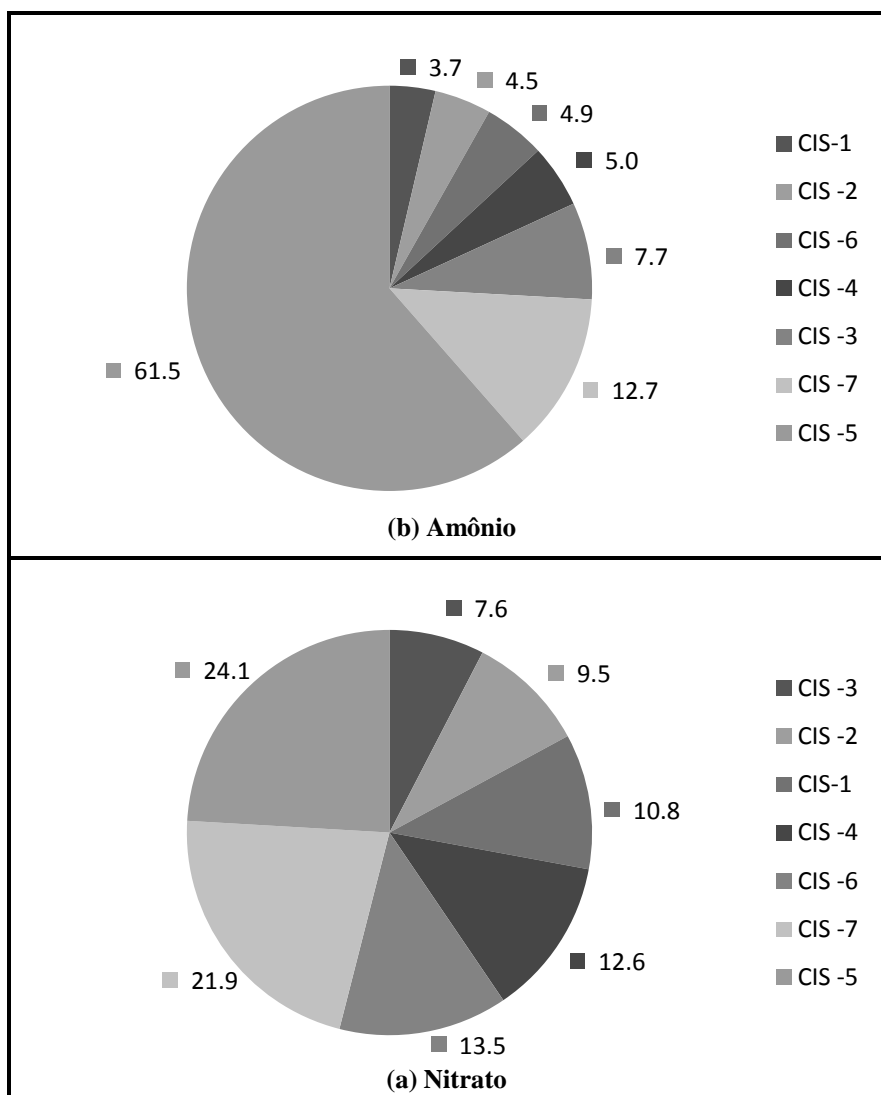 3.7
4.5
4.9
5.0
7.7
12.7
61.5
CIS-1
CIS -2
CIS -6
CIS -4
CIS -3
CIS -7
CIS -5
(b) Amônio
7.6
9.5
10.8
12.6
13.5
21.9
24.1
CIS -3
CIS -2
CIS-1
CIS -4
CIS -6
CIS -7
CIS -5
(a) Nitrato